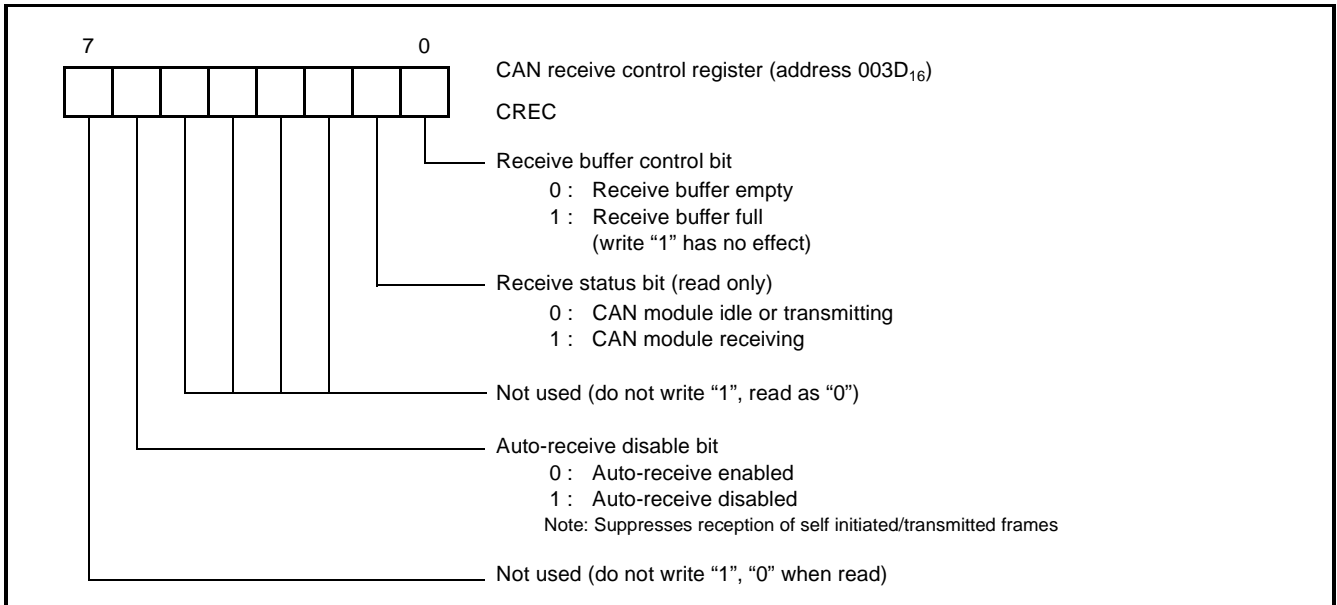 7 0
CAN receive control register (address 003D₁₆)
CREC
Receive buffer control bit
0 : Receive buffer empty
1 : Receive buffer full
(write “1” has no effect)
Receive status bit (read only)
0 : CAN module idle or transmitting
1 : CAN module receiving
Not used (do not write “1”, read as “0”)
Auto-receive disable bit
0 : Auto-receive enabled
1 : Auto-receive disabled
Note: Suppresses reception of self initiated/transmitted frames
Not used (do not write “1”, “0” when read)